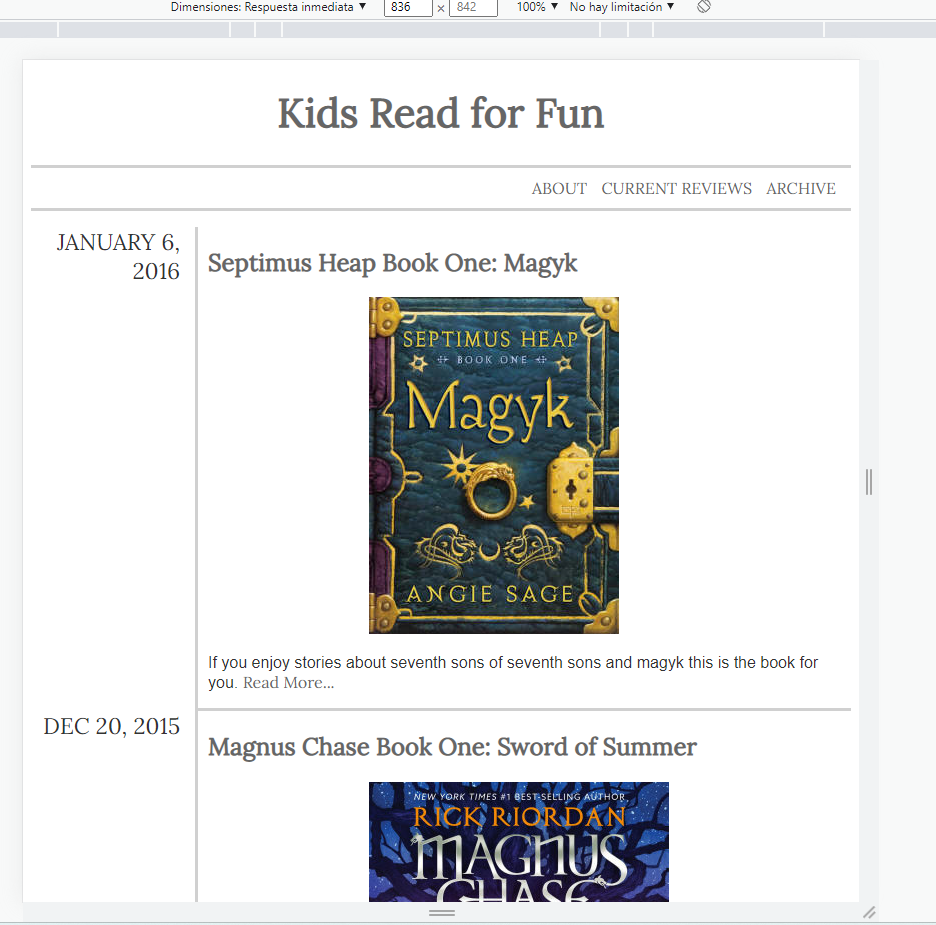 Dimensiones: Respuesta inmediata ▼ 836 × 842 100% ▼ No hay limitación ▼
Kids Read for Fun
ABOUT CURRENT REVIEWS ARCHIVE
JANUARY 6,
2016
Septimus Heap Book One: Magyk
SEPTIMUS HEAP
BOOK ONE
Magyk
ANGIE SAGE
If you enjoy stories about seventh sons of seventh sons and magyk this is the book for
you. Read More...
DEC 20, 2015
Magnus Chase Book One: Sword of Summer
NEW YORK TIMES #1 BEST-SELLING AUTHOR
RICK RIORDAN
MAGNUS
CHASE